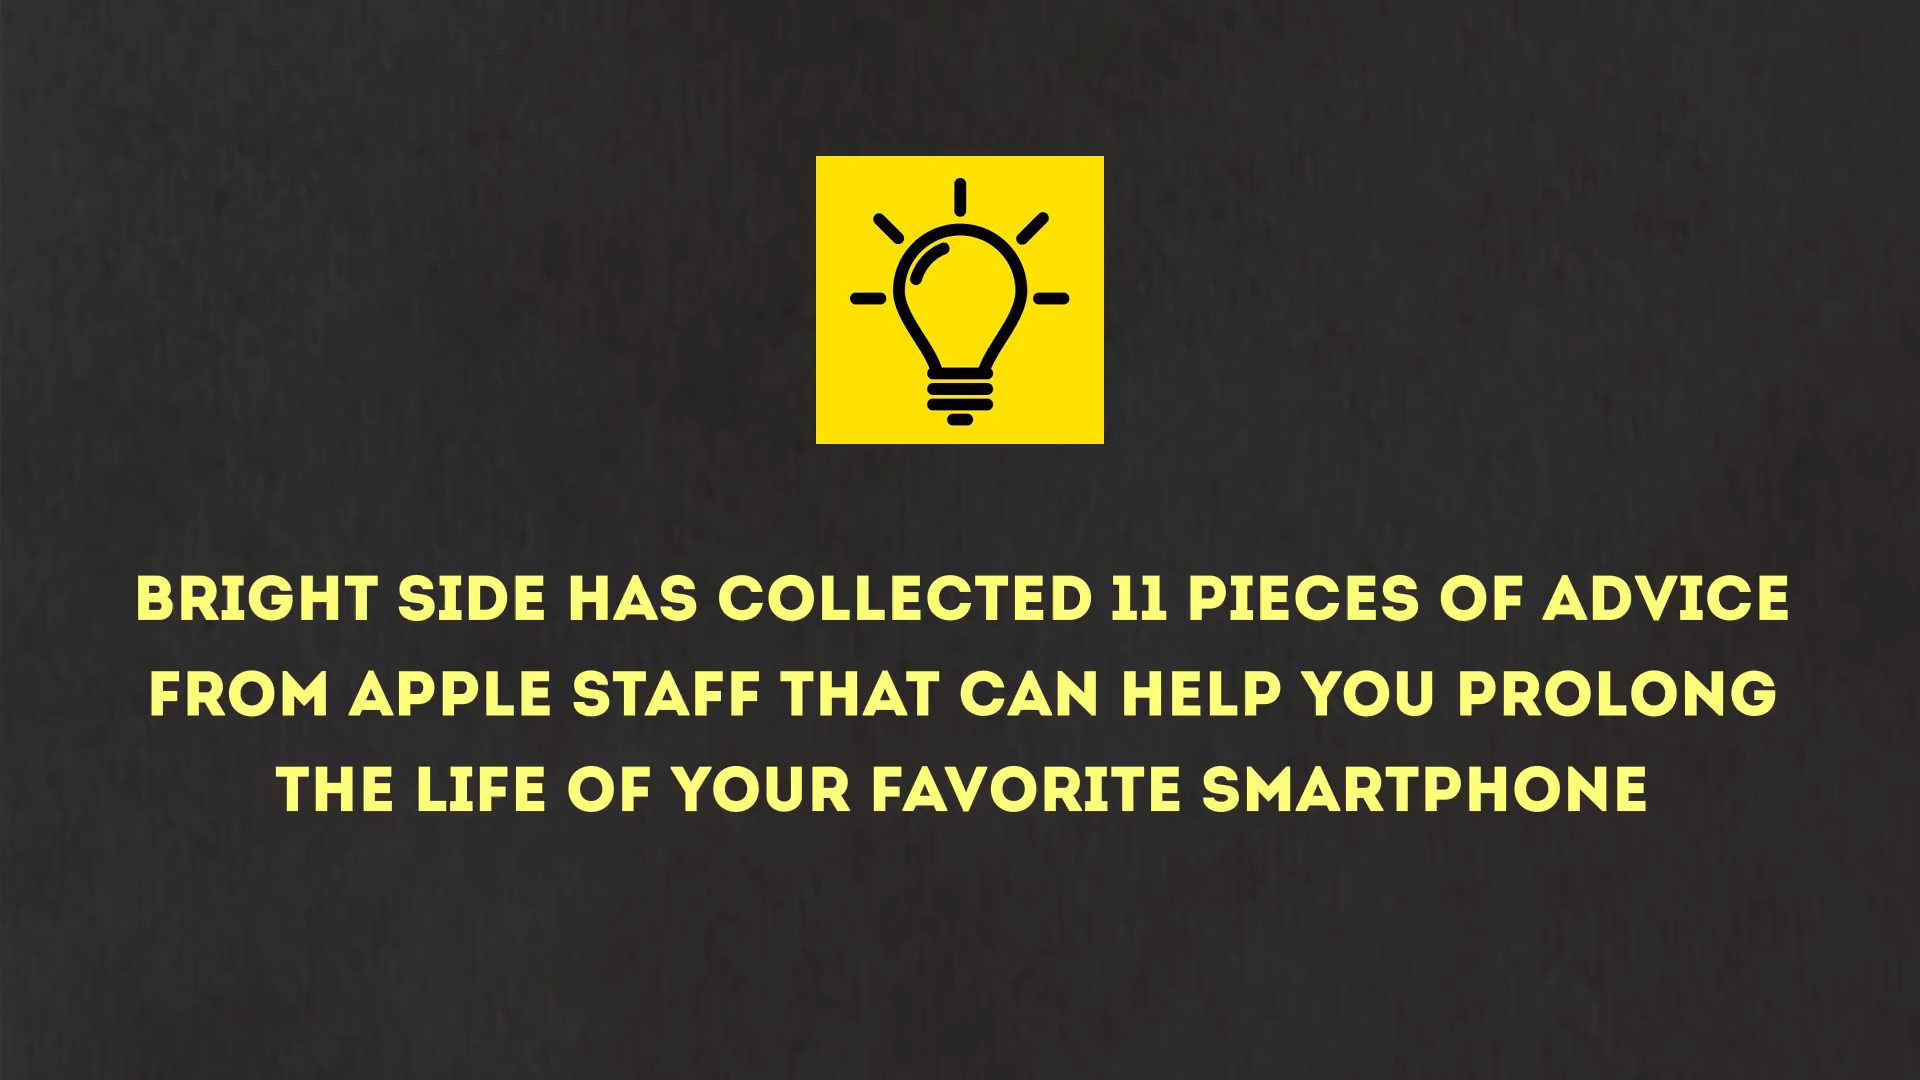 BRIGHT SIDE HAS COLLECTED 11 PIECES OF ADVICE
FROM APPLE STAFF THAT CAN HELP YOU PROLONG
THE LIFE OF YOUR FAVORITE SMARTPHONE